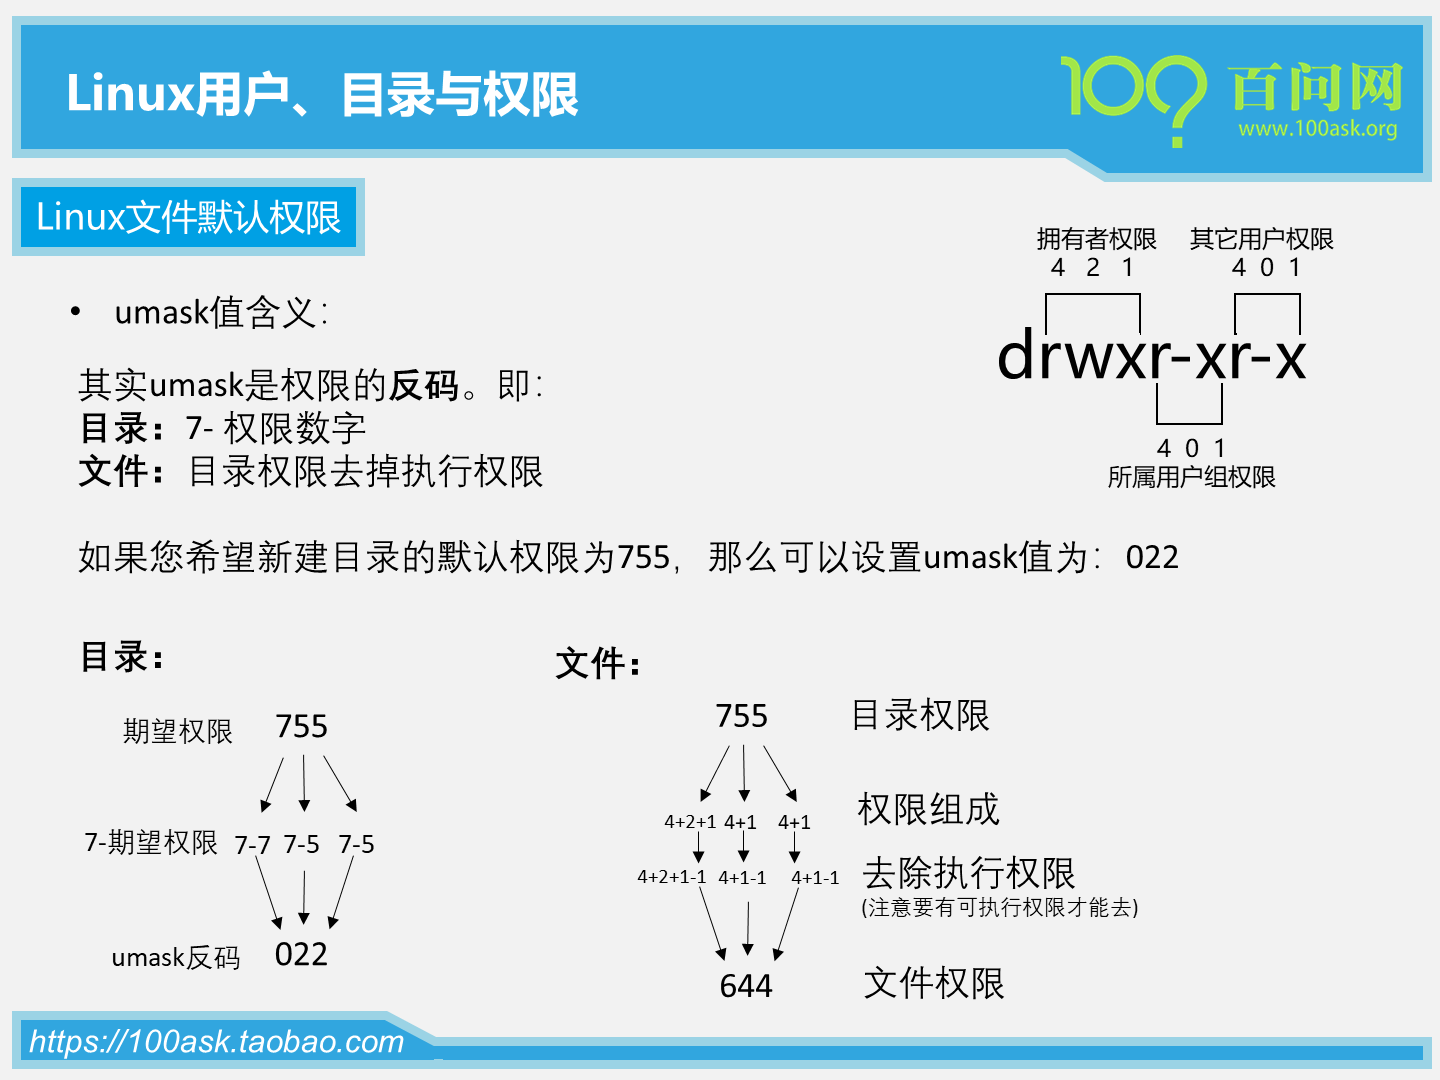 Linux用户、目录与权限
100?
百问网
www.100ask.org
Linux文件默认权限
拥有者权限 其它用户权限
4 2 1 4 0 1
drwxr-xr-x
4 0 1
所属用户组权限
• umask值含义：
其实umask是权限的反码。即：
目录：7- 权限数字
文件：目录权限去掉执行权限
如果您希望新建目录的默认权限为755，那么可以设置umask值为：022
目录：
期望权限 755
7-期望权限 7-7 7-5 7-5
umask反码 022
文件：
755 目录权限
4+2+1 4+1 4+1 权限组成
4+2+1-1 4+1-1 4+1-1 去除执行权限
(注意要有可执行权限才能去)
644 文件权限
https://100ask.taobao.com